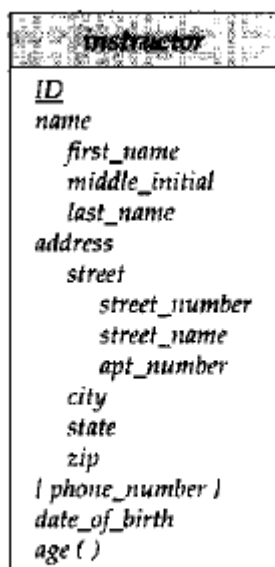 instructor
ID
name
first_name
middle_initial
last_name
address
street
street_number
street_name
apt_number
city
state
zip
{ phone_number }
date_of_birth
age ( )